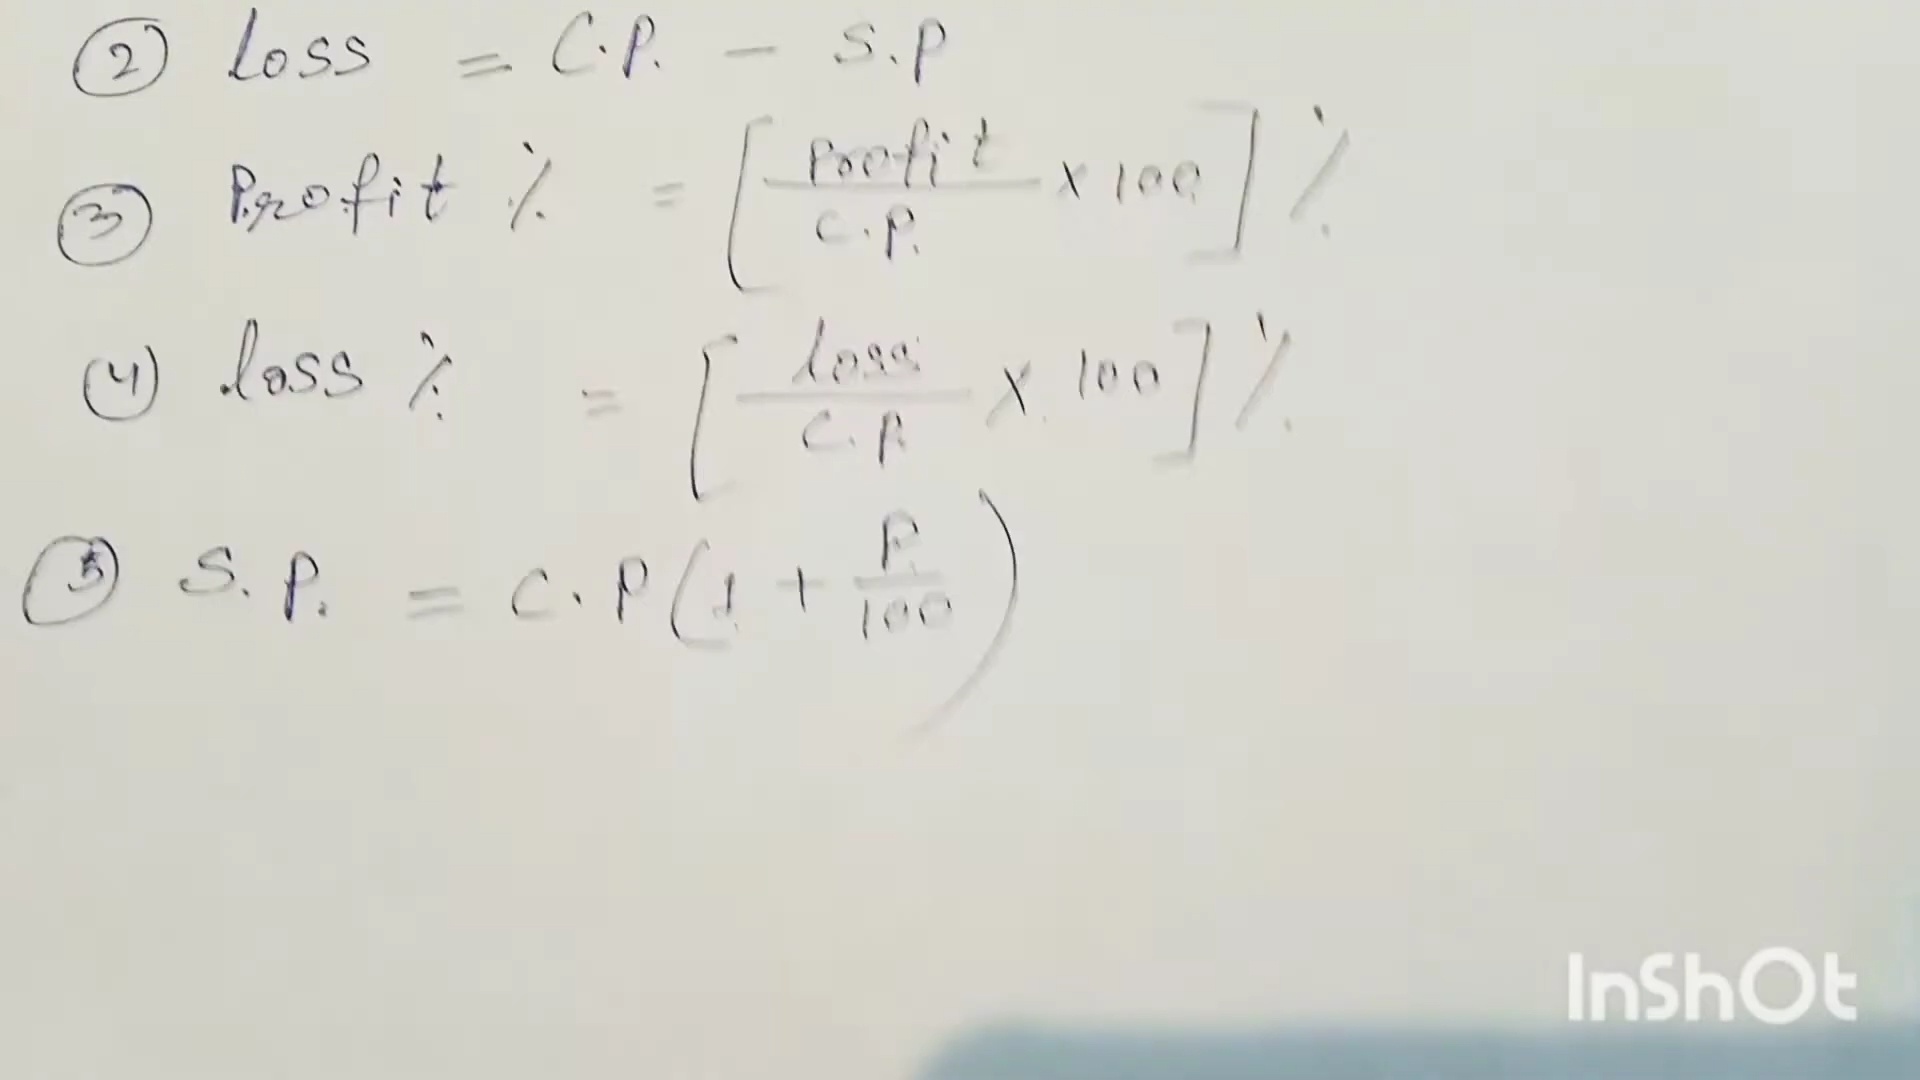 ② Loss = C.P. - S.P
③ Profit % = [Profit/C.P. × 100] %
④ loss % = [loss/C.P. × 100] %
⑤ S.P. = C.P (1 + P/100)
InShOt